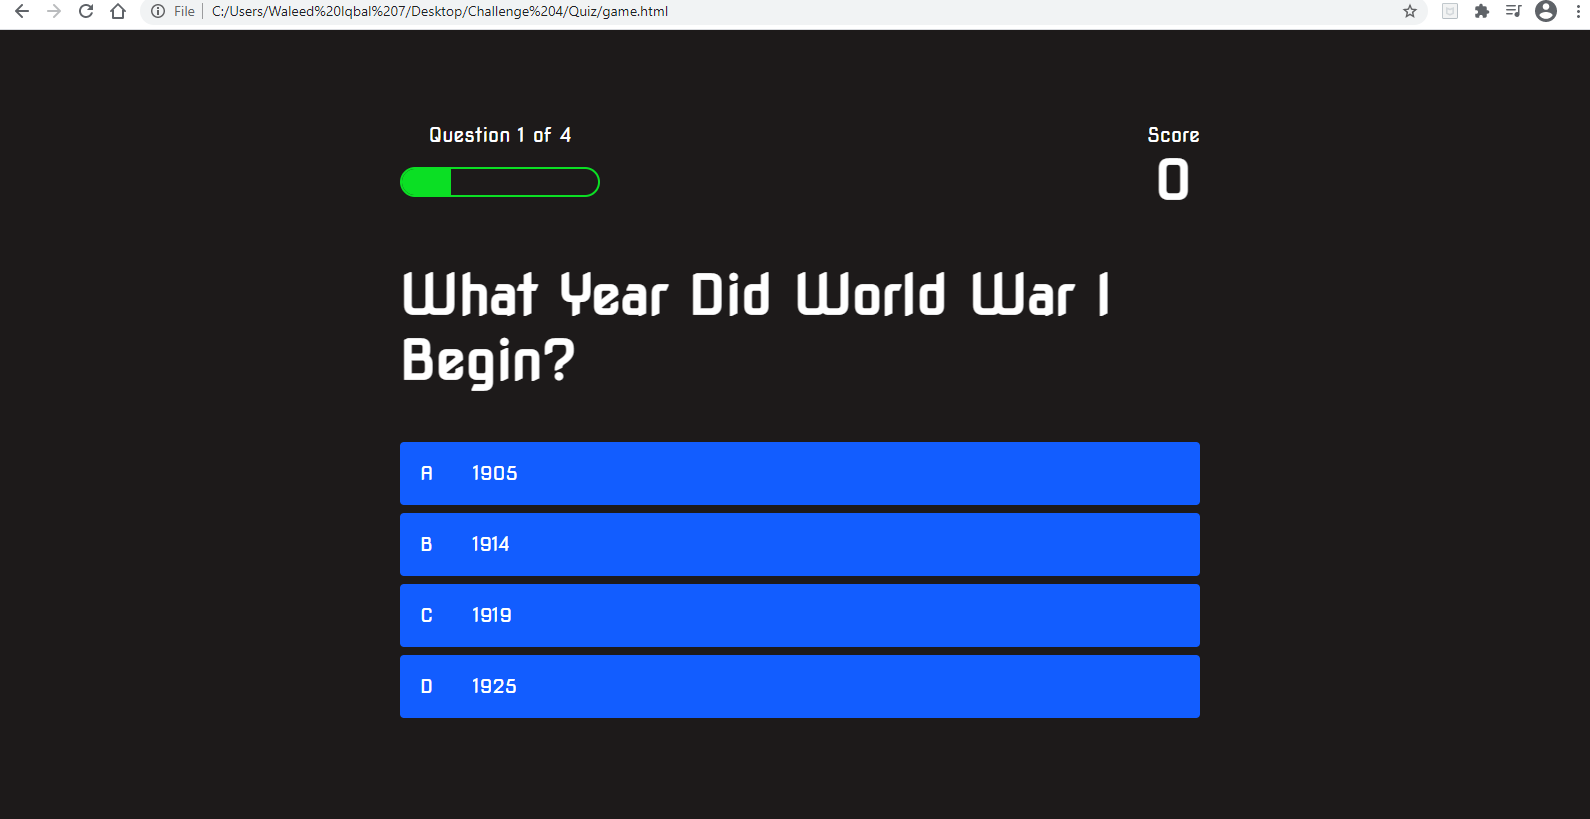 File C:/Users/Waleed%20Iqbal%207/Desktop/Challenge%204/Quiz/game.html
Question 1 of 4
Score
0
What Year Did World War I
Begin?
A 1905
B 1914
C 1919
D 1925